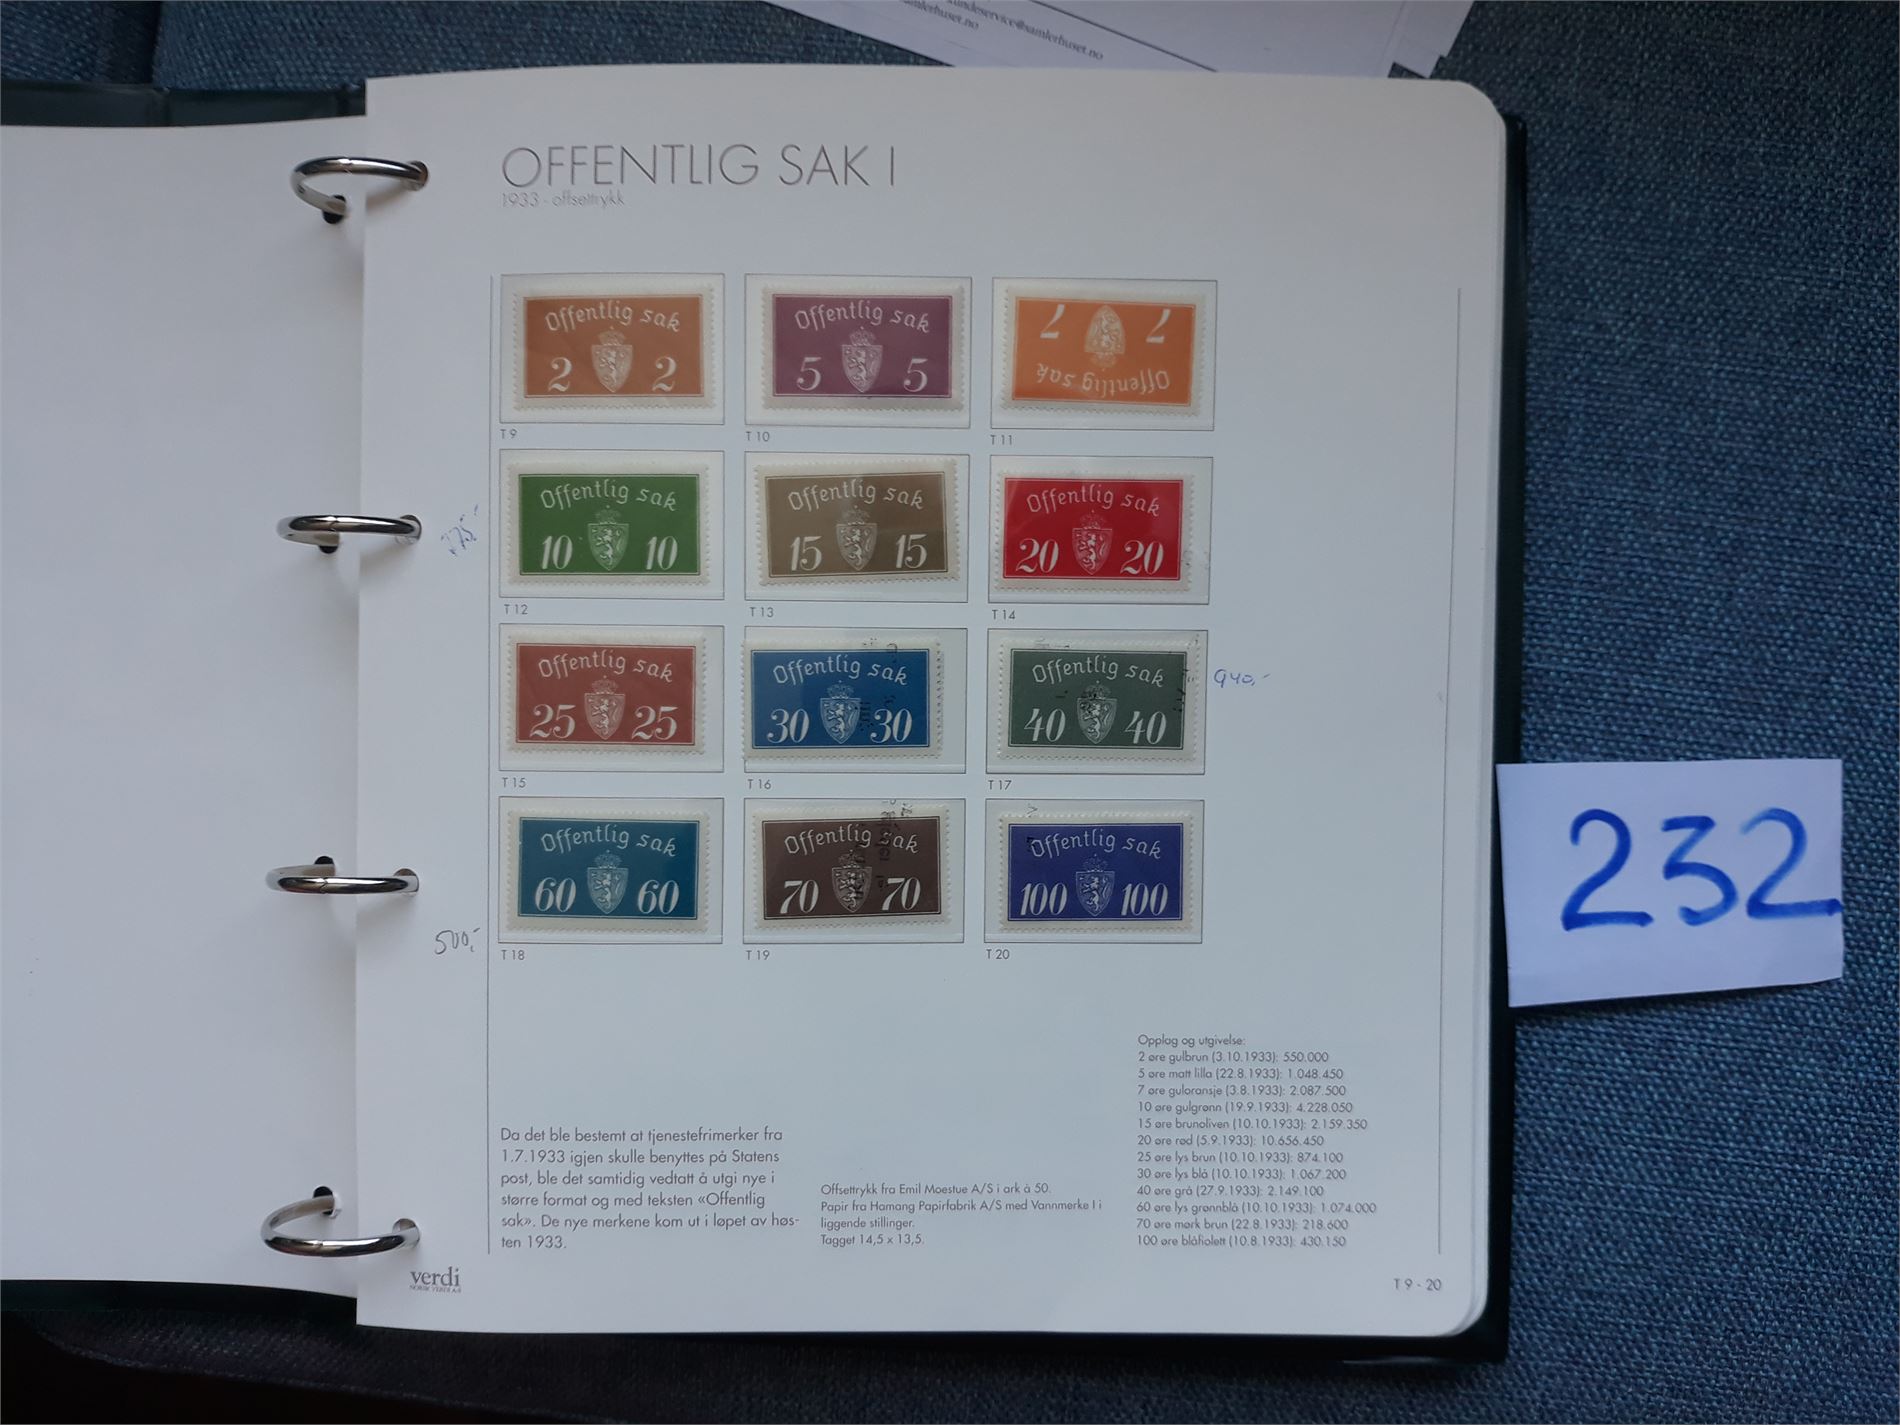 kundeservice@samlerhuset.no
samlerhuset.no
OFFENTLIG SAK I
1933 - offsettrykk
Offentlig sak
2 2
T 9
Offentlig sak
5 5
T 10
Offentlig sak
7 7
T 11
Offentlig sak
10 10
T 12
Offentlig sak
15 15
T 13
Offentlig sak
20 20
T 14
Offentlig sak
25 25
T 15
Offentlig sak
30 30
T 16
Offentlig sak
40 40
T 17
940,-
Offentlig sak
60 60
T 18
500,-
Offentlig sak
70 70
T 19
Offentlig sak
100 100
T 20
232
Da det ble bestemt at tjenestefrimerker fra
1.7.1933 igjen skulle benyttes på Statens
post, ble det samtidig vedtatt å utgi nye i
større format og med teksten «Offentlig
sak». De nye merkene kom ut i løpet av høs-
ten 1933.
Offsettrykk fra Emil Moestue A/S i ark à 50.
Papir fra Hamang Papirfabrik A/S med Vannmerke I i
liggende stillinger.
Tagget 14,5 x 13,5.
Opplag og utgivelse:
2 øre gulbrun (3.10.1933): 550.000
5 øre matt lilla (22.8.1933): 1.048.450
7 øre guloransje (3.8.1933): 2.087.500
10 øre gulgrønn (19.9.1933): 4.228.050
15 øre brunoliven (10.10.1933): 2.159.350
20 øre rød (5.9.1933): 10.656.450
25 øre lys brun (10.10.1933): 874.100
30 øre lys blå (10.10.1933): 1.067.200
40 øre grå (27.9.1933): 2.149.100
60 øre lys grønnblå (10.10.1933): 1.074.000
70 øre mørk brun (22.8.1933): 218.600
100 øre blåfiolett (10.8.1933): 430.150
verdi
NORSK VERDI A/S
T 9 - 20